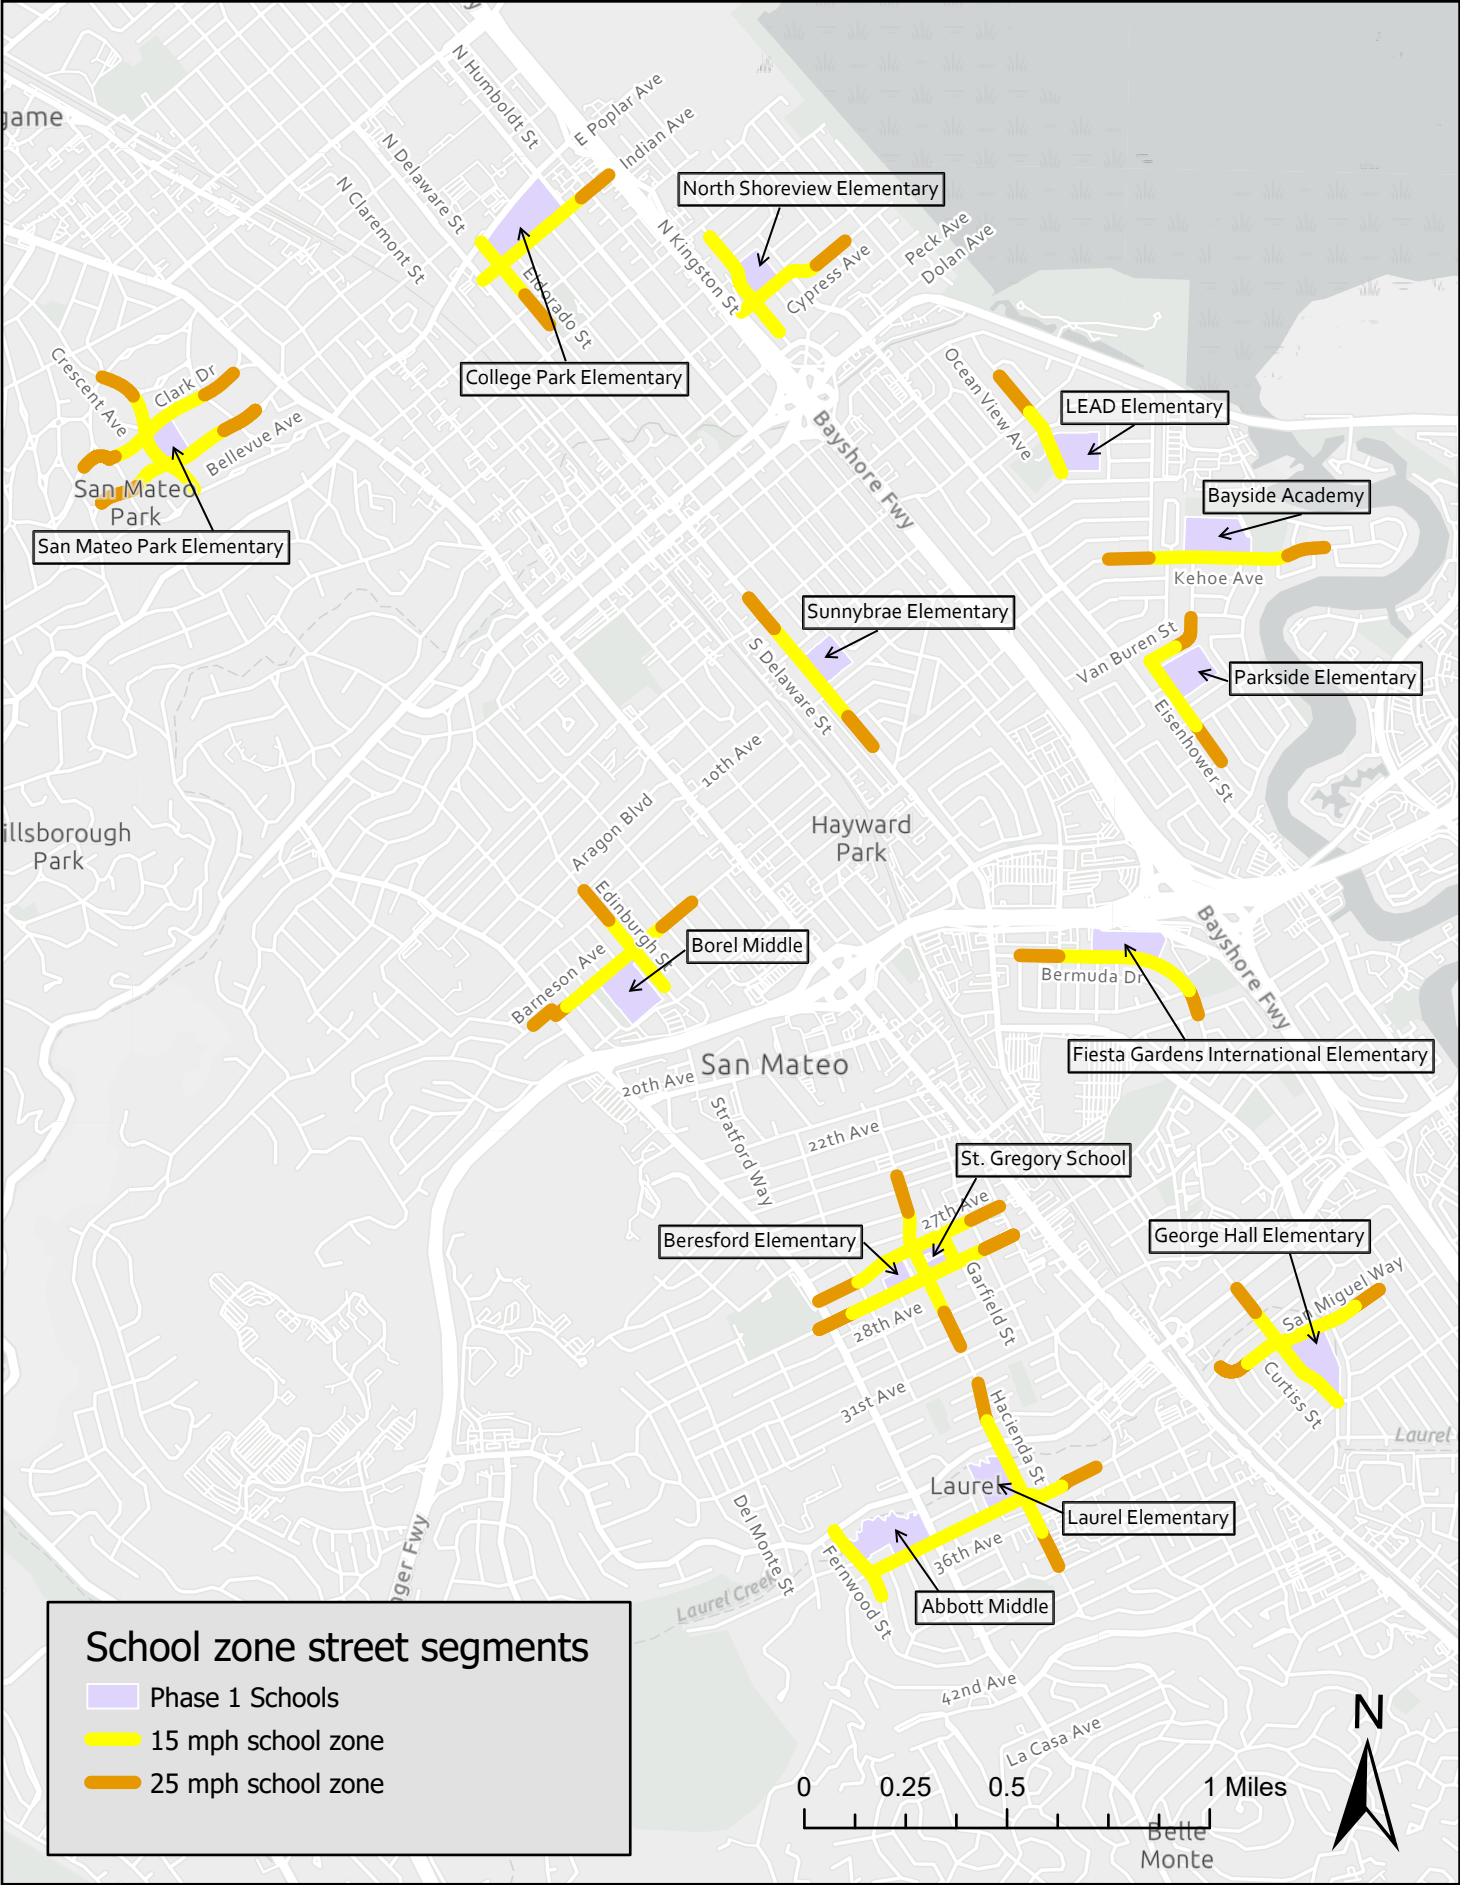 game
N Humboldt St
E Poplar Ave
Indian Ave
N Delaware St
N Claremont St
North Shoreview Elementary
N Kingston St
Peck Ave
Dolan Ave
Cypress Ave
Eldorado St
College Park Elementary
Crescent Ave
Clark Dr
Bellevue Ave
San Mateo
Park
San Mateo Park Elementary
Ocean View Ave
LEAD Elementary
Bayshore Fwy
Bayside Academy
Kehoe Ave
Sunnybrae Elementary
S Delaware St
Van Buren St
Parkside Elementary
Eisenhower St
10th Ave
Aragon Blvd
Hayward
Park
illsborough
Park
Edinburgh St
Borel Middle
Barneson Ave
Bayshore Fwy
Bermuda Dr
Fiesta Gardens International Elementary
San Mateo
20th Ave
Stratford Way
22th Ave
St. Gregory School
27th Ave
Beresford Elementary
Garfield St
28th Ave
George Hall Elementary
San Miguel Way
Curtiss St
31st Ave
Hacienda St
Laurel
Laurel
Laurel Elementary
36th Ave
Del Monte St
Fernwood St
Abbott Middle
Laurel Creek
nger Fwy
42nd Ave
La Casa Ave
School zone street segments
Phase 1 Schools
15 mph school zone
25 mph school zone
0 0.25 0.5 1 Miles
N
Belle
Monte